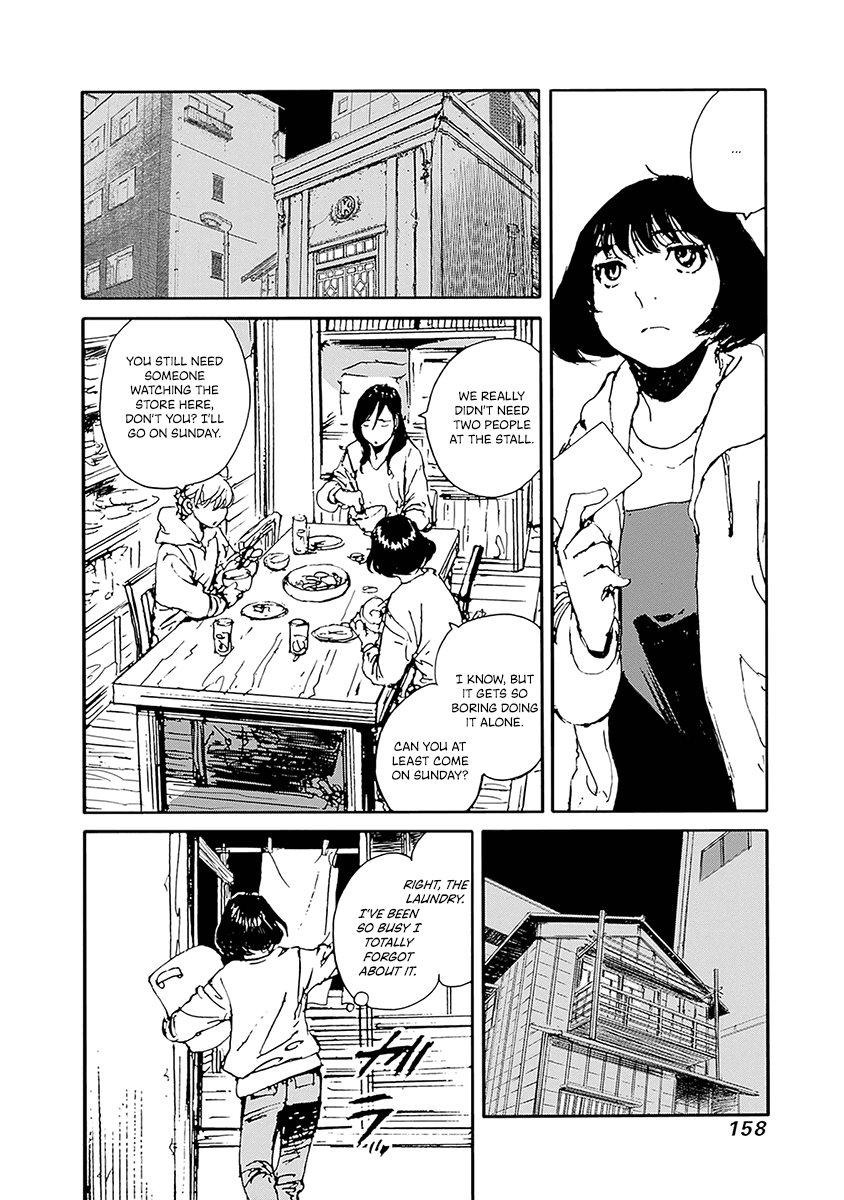 ...
WE REALLY
DIDN'T NEED
TWO PEOPLE
AT THE STALL.
YOU STILL NEED
SOMEONE
WATCHING THE
STORE HERE,
DON'T YOU? I'LL
GO ON SUNDAY.
I KNOW, BUT
IT GETS SO
BORING DOING
IT ALONE.
CAN YOU AT
LEAST COME
ON SUNDAY?
RIGHT, THE
LAUNDRY.
I'VE BEEN
SO BUSY I
TOTALLY
FORGOT
ABOUT IT.
ガラッ
158